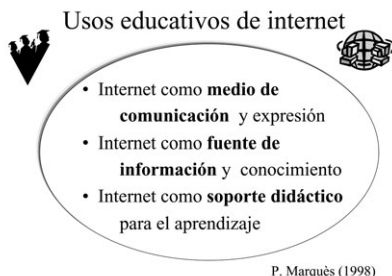 Usos educativos de internet
• Internet como medio de
comunicación y expresión
• Internet como fuente de
información y conocimiento
• Internet como soporte didáctico
para el aprendizaje
P. Marquès (1998)